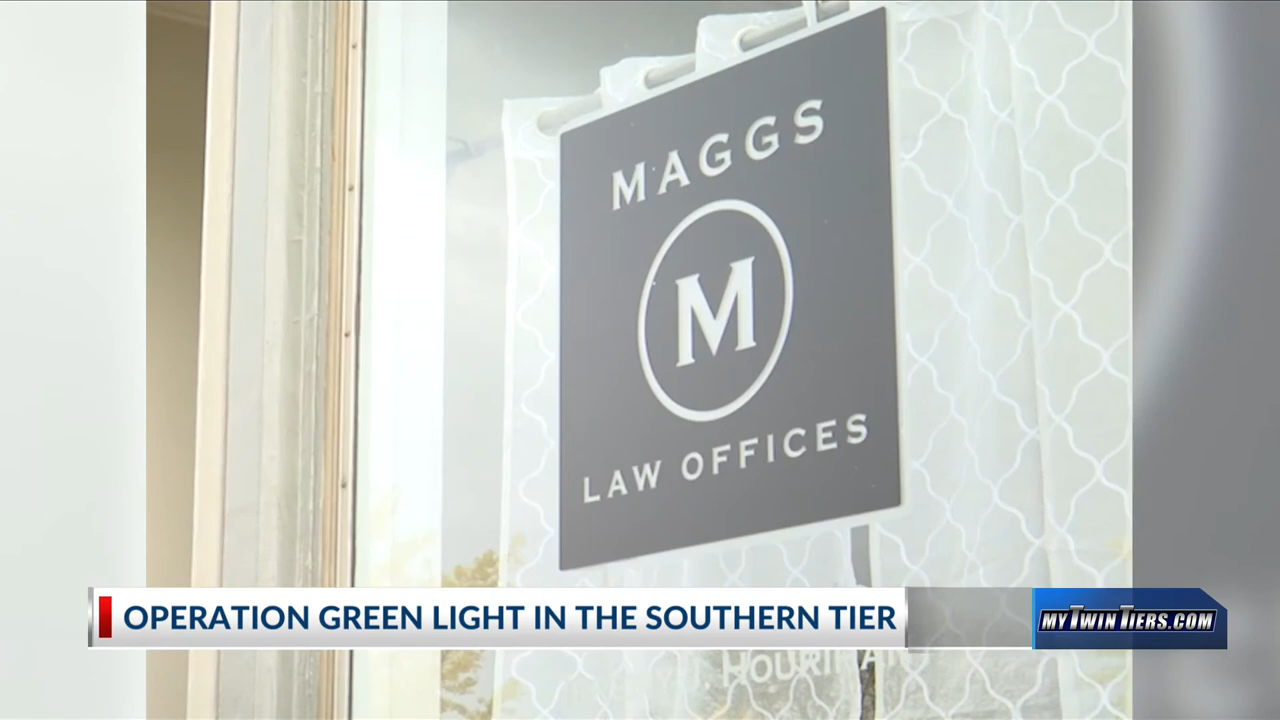 MAGGS
M
LAW OFFICES
OPERATION GREEN LIGHT IN THE SOUTHERN TIER
MYTWINTIERS.COM